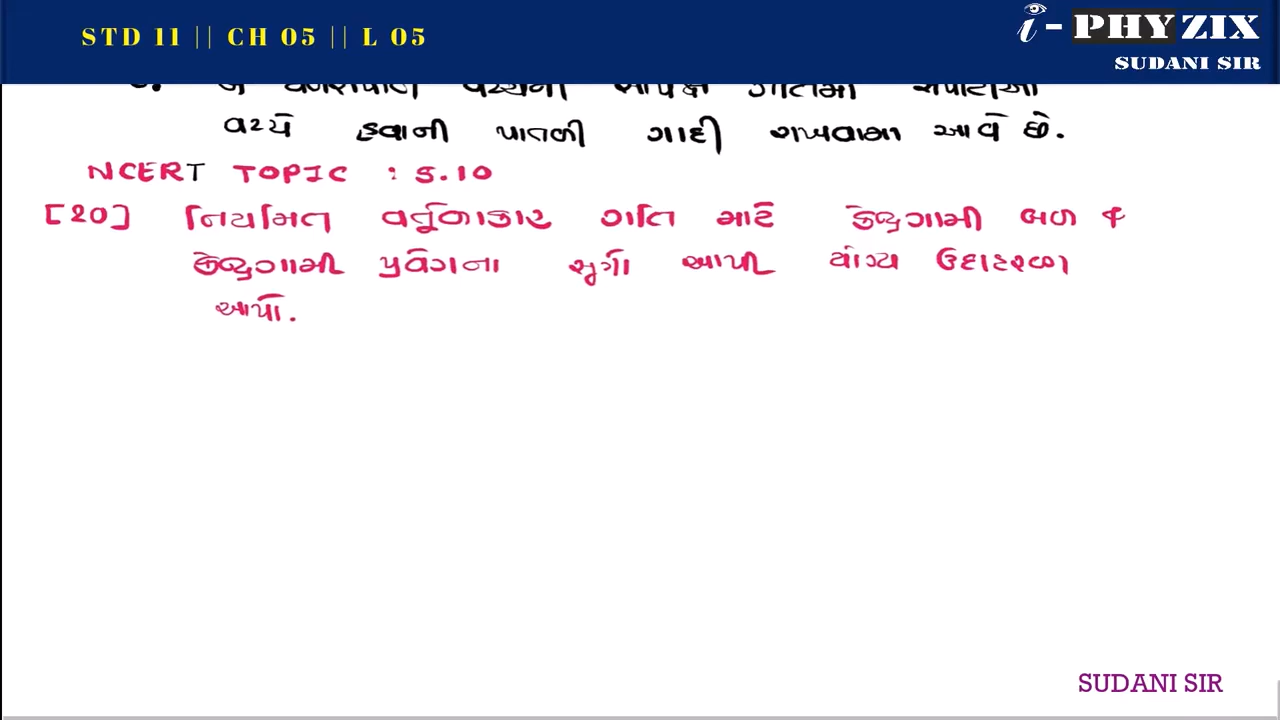 STD 11 || CH 05 || L 05
i - PHYZIX
SUDANI SIR
વચ્ચે હવાની પાતળી ગાદી રાખવામા આવે છે.
NCERT TOPIC : 5.10
[20] નિયમિત વર્તુળાકાર ગતિ માટે કેન્દ્રગામી બળ ને
કેન્દ્રગામી પ્રવેગના સૂત્રો આપી યોગ્ય ઉદાહરણ
આપો.
SUDANI SIR